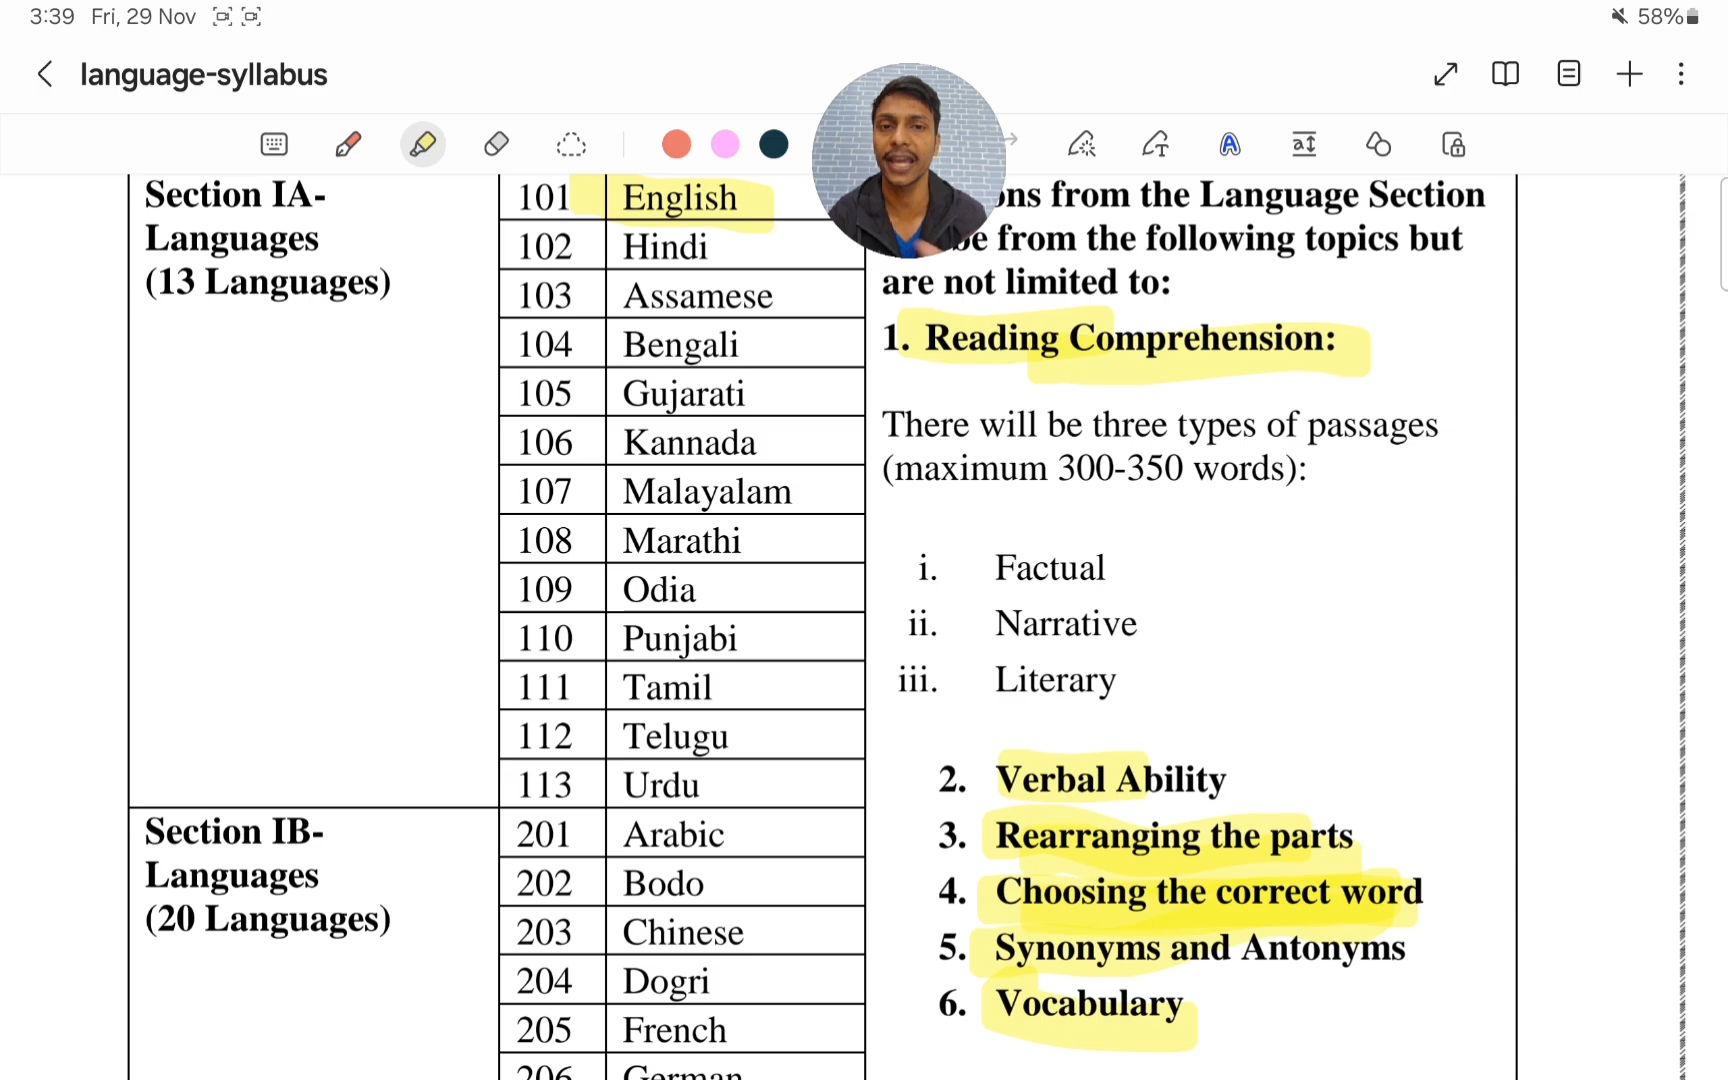 3:39 Fri, 29 Nov
58%
language-syllabus
Section IA-
Languages
(13 Languages)
101 English
102 Hindi
103 Assamese
104 Bengali
105 Gujarati
106 Kannada
107 Malayalam
108 Marathi
109 Odia
110 Punjabi
111 Tamil
112 Telugu
113 Urdu
Section IB-
Languages
(20 Languages)
201 Arabic
202 Bodo
203 Chinese
204 Dogri
205 French
206 German
from the Language Section
be from the following topics but
are not limited to:
1. Reading Comprehension:
There will be three types of passages
(maximum 300-350 words):
i. Factual
ii. Narrative
iii. Literary
2. Verbal Ability
3. Rearranging the parts
4. Choosing the correct word
5. Synonyms and Antonyms
6. Vocabulary